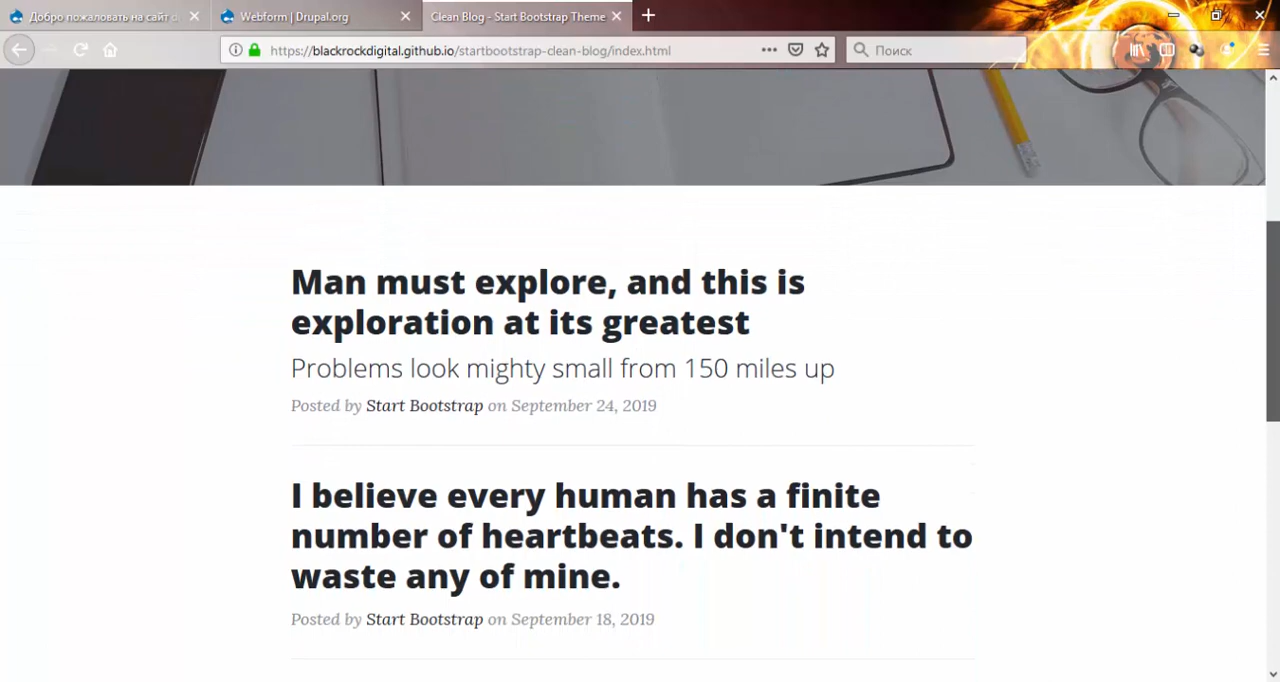 Добро пожаловать на сайт
Webform | Drupal.org
Clean Blog - Start Bootstrap Theme
https://blackrockdigital.github.io/startbootstrap-clean-blog/index.html
Поиск
Man must explore, and this is
exploration at its greatest
Problems look mighty small from 150 miles up
Posted by Start Bootstrap on September 24, 2019
I believe every human has a finite
number of heartbeats. I don't intend to
waste any of mine.
Posted by Start Bootstrap on September 18, 2019